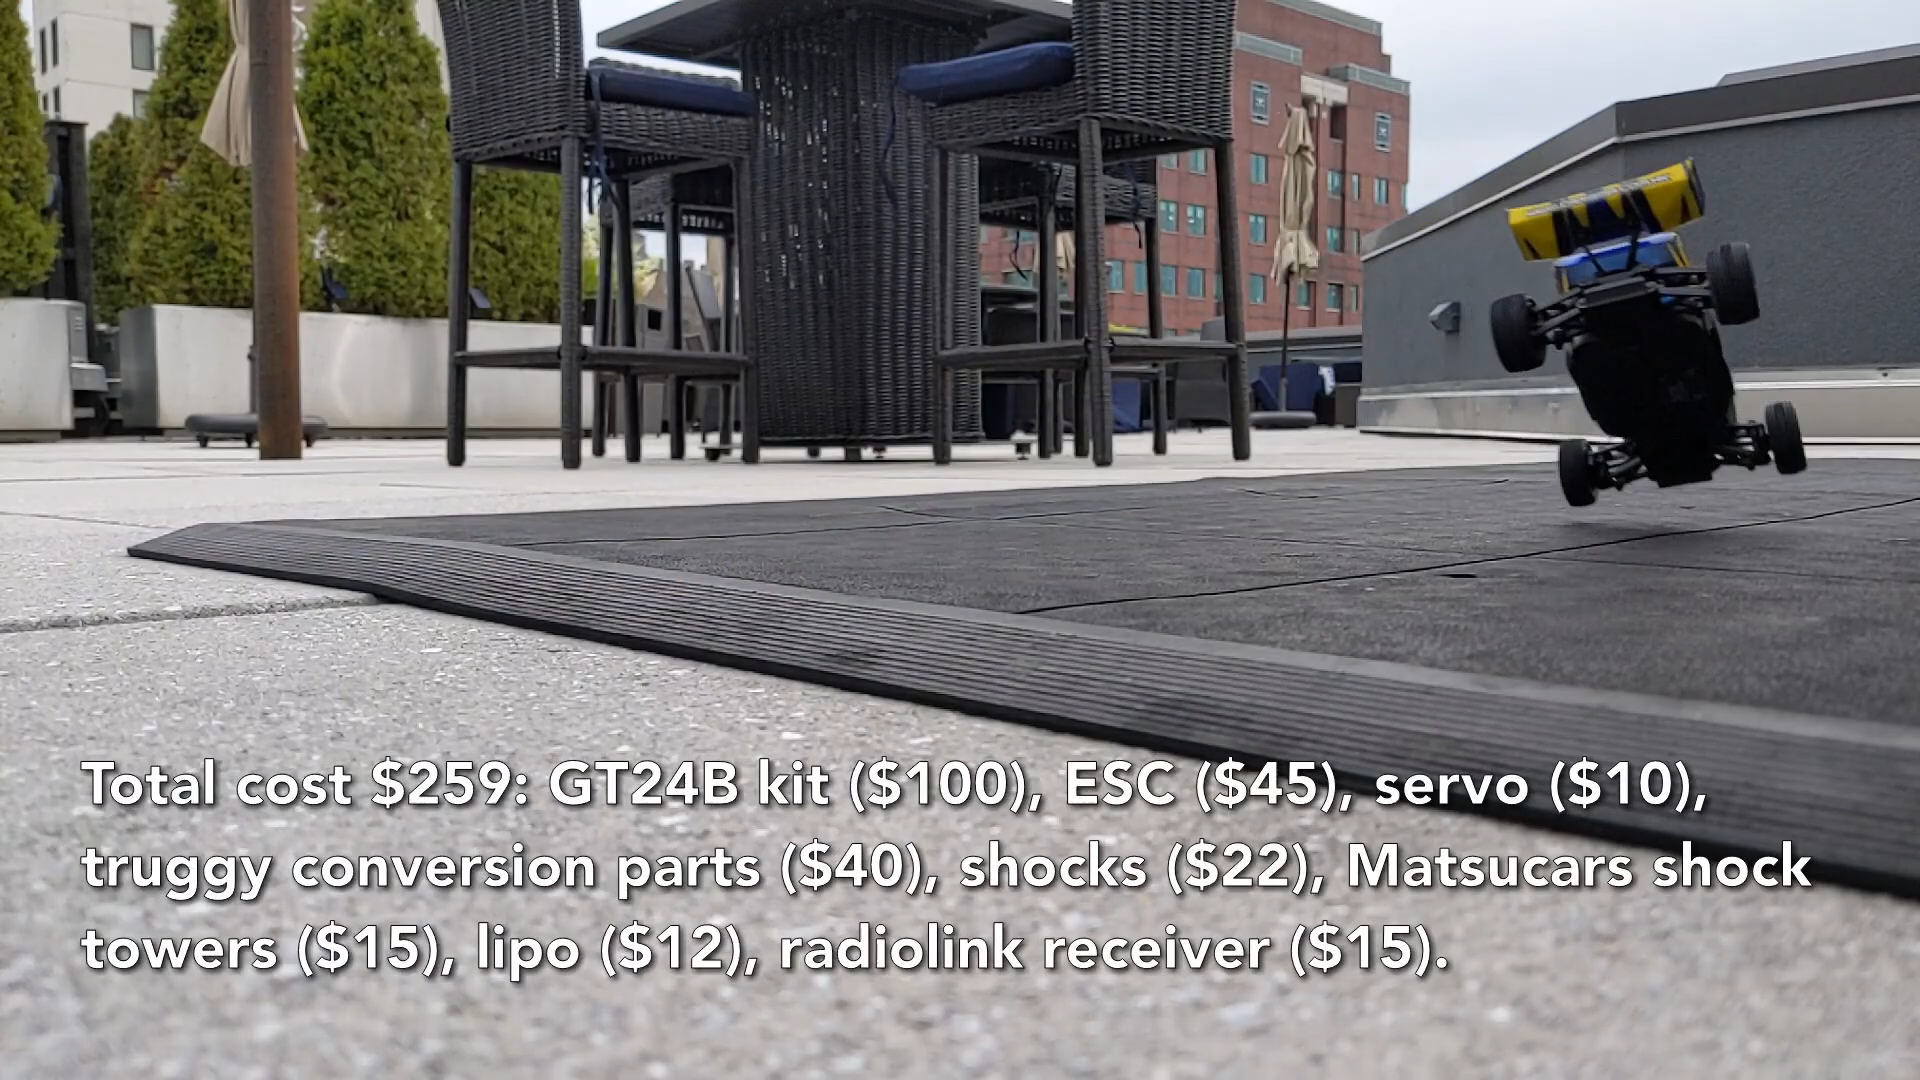 Total cost $259: GT24B kit ($100), ESC ($45), servo ($10),
truggy conversion parts ($40), shocks ($22), Matsucars shock
towers ($15), lipo ($12), radiolink receiver ($15).